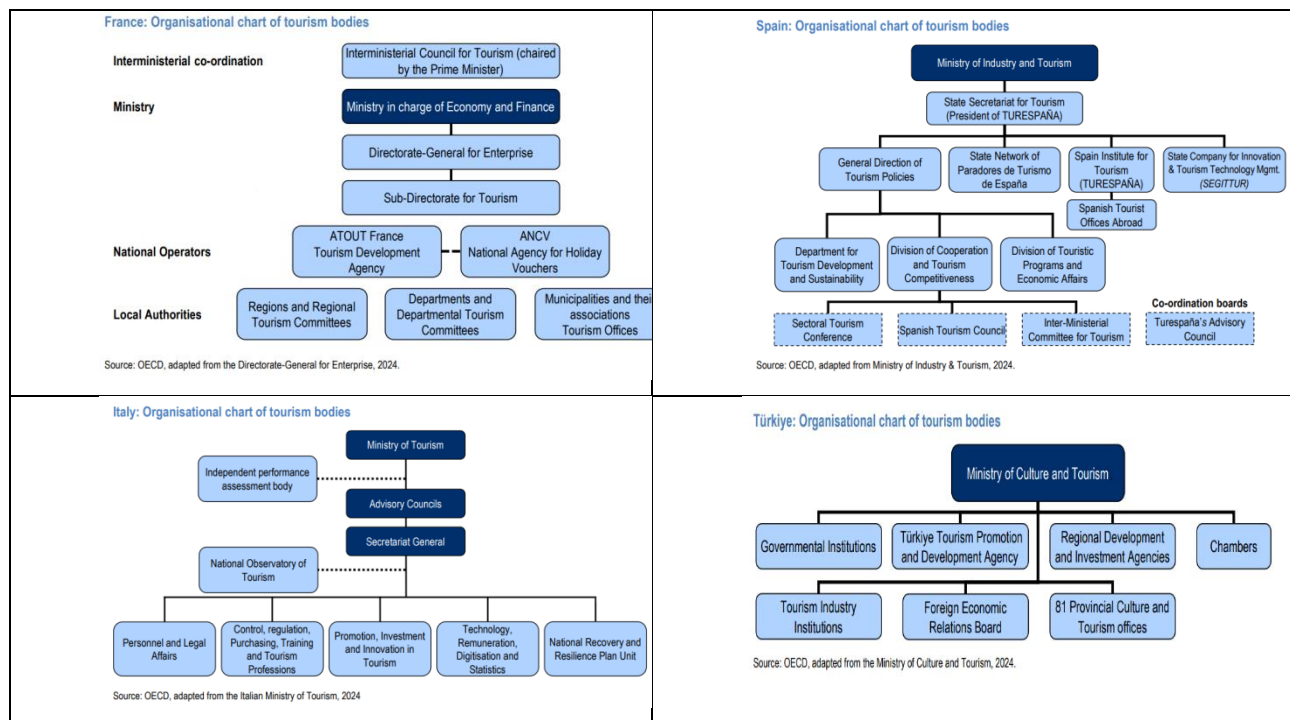 France: Organisational chart of tourism bodies
Interministerial co-ordination
Interministerial Council for Tourism (chaired
by the Prime Minister)
Ministry
Ministry in charge of Economy and Finance
Directorate-General for Enterprise
Sub-Directorate for Tourism
National Operators
ATOUT France
Tourism Development
Agency
ANCV
National Agency for Holiday
Vouchers
Local Authorities
Regions and Regional
Tourism Committees
Departments and
Departmental Tourism
Committees
Municipalities and thei
associations
Tourism Offices
Source: OECD, adapted from the Directorate-General for Enterprise, 2024.
Spain: Organisational chart of tourism bodies
Ministry of Industry and Tourism
State Secretariat for Tourism
(President of TURESPAÑA)
General Direction of
Tourism Policies
State Network of
Paradores de Turismo
de España
Spain Institute for
Tourism
(TURESPAÑA)
State Company for Innovation
& Tourism Technology Mgmt.
(SEGITTUR)
Spanish Tourist
Offices Abroad
Department for
Tourism Development
and Sustainability
Division of Cooperation
and Tourism
Competitiveness
Division of Touristic
Programs and
Economic Affairs
Co-ordination boards
Sectoral Tourism
Conference
Spanish Tourism Council
Inter-Ministerial
Committee for Tourism
Turespaña's Advisory
Council
Source: OECD, adapted from Ministry of Industry & Tourism, 2024.
Italy: Organisational chart of tourism bodies
Ministry of Tourism
Independent performance
assessment body
Advisory Councils
Secretariat General
National Observatory of
Tourism
Personnel and Legal
Affairs
Control, regulation,
Purchasing, Training
and Tourism
Professions
Promotion, Investment
and Innovation in
Tourism
Technology,
Remuneration,
Digitisation and
Statistics
National Recovery and
Resilience Plan Unit
Source: OECD, adapted from the Italian Ministry of Tourism, 2024
Türkiye: Organisational chart of tourism bodies
Ministry of Culture and Tourism
Governmental Institutions
Türkiye Tourism Promotion
and Development Agency
Regional Development
and Investment Agencies
Chambers
Tourism Industry
Institutions
Foreign Economic
Relations Board
81 Provincial Culture and
Tourism offices
Source: OECD, adapted from the Ministry of Culture and Tourism, 2024.